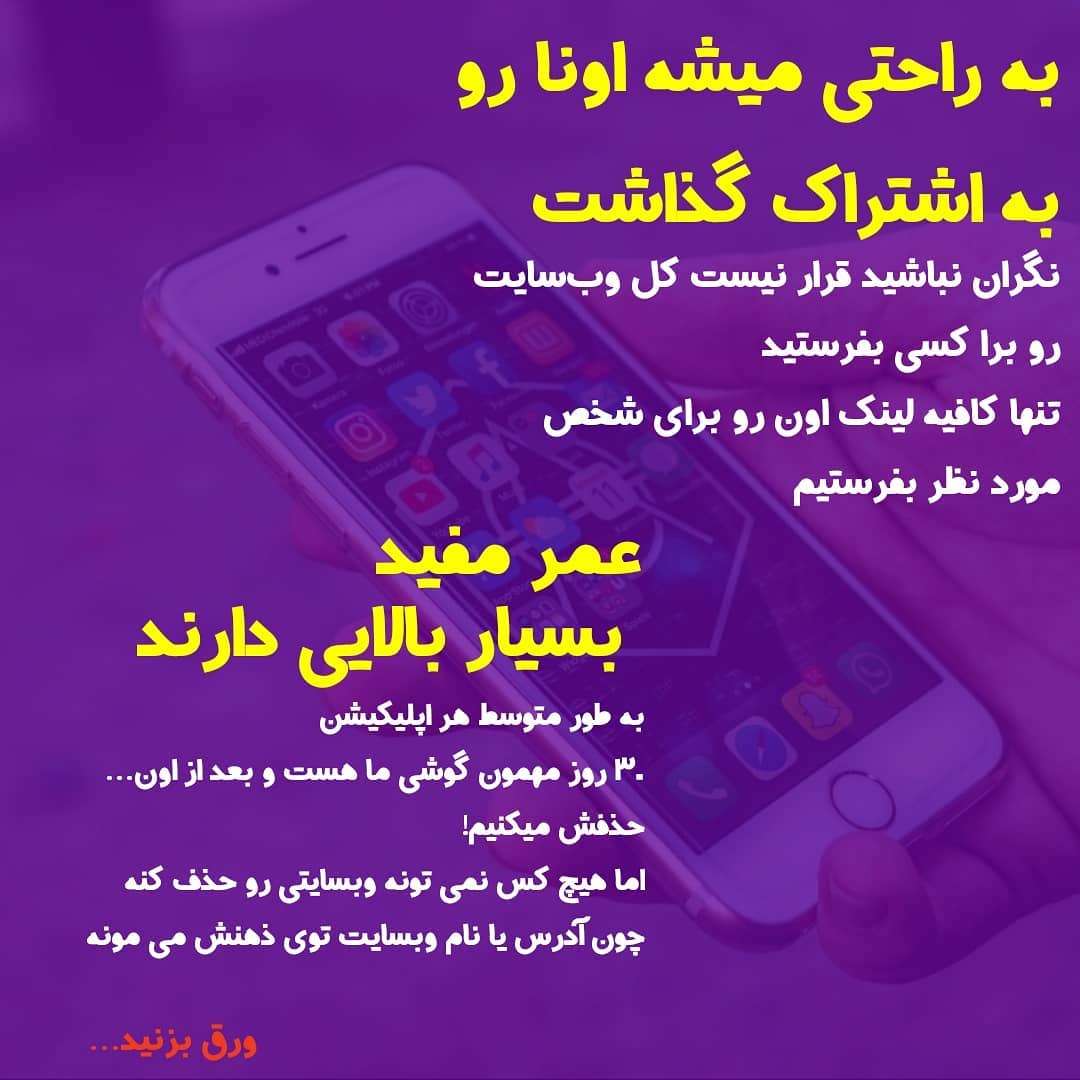 به راحتی میشه اونا رو
به اشتراک گذاشت
نگران نباشید قرار نیست کل وب‌سایت
رو برا کسی بفرستید
تنها کافیه لینک اون رو برای شخص
مورد نظر بفرستیم
عمر مفید
بسیار بالایی دارند
به طور متوسط هر اپلیکیشن
۳۰ روز مهمون گوشی ما هست و بعد از اون...
حذفش میکنیم!
اما هیچ کس نمی تونه وبسایتی رو حذف کنه
چون آدرس یا نام وبسایت توی ذهنش می مونه
ورق بزنید...